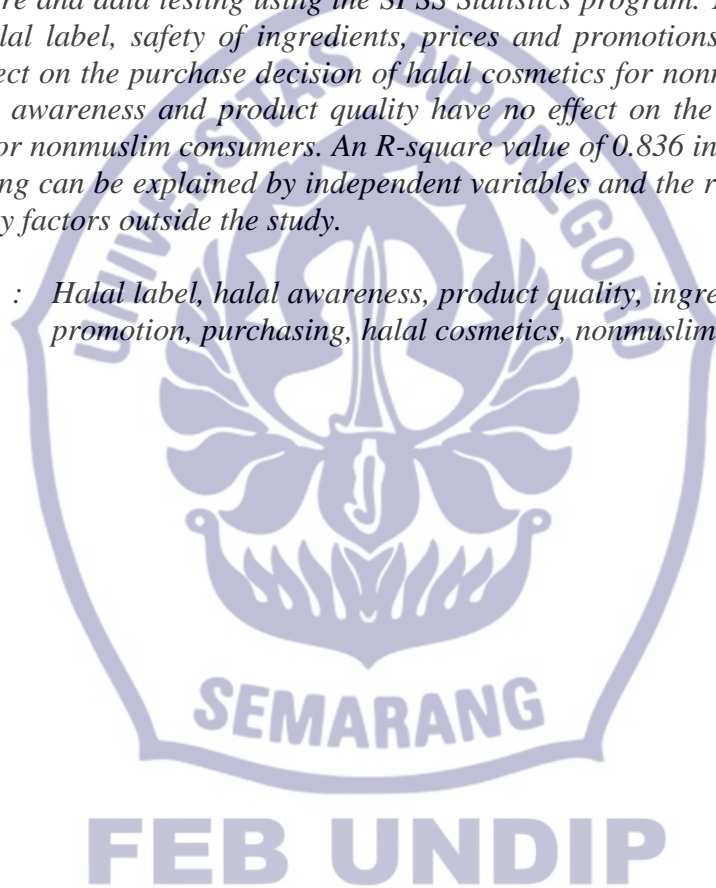 re and data testing using the SPSS Statistics program.
lal label, safety of ingredients, prices and promotions
ect on the purchase decision of halal cosmetics for nonm
awareness and product quality have no effect on the
or nonmuslim consumers. An R-square value of 0.836 in
ng can be explained by independent variables and the r
y factors outside the study.
: Halal label, halal awareness, product quality, ingre
promotion, purchasing, halal cosmetics, nonmuslim
UNIVERSITAS DIPONEGORO
SEMARANG
FEB UNDIP